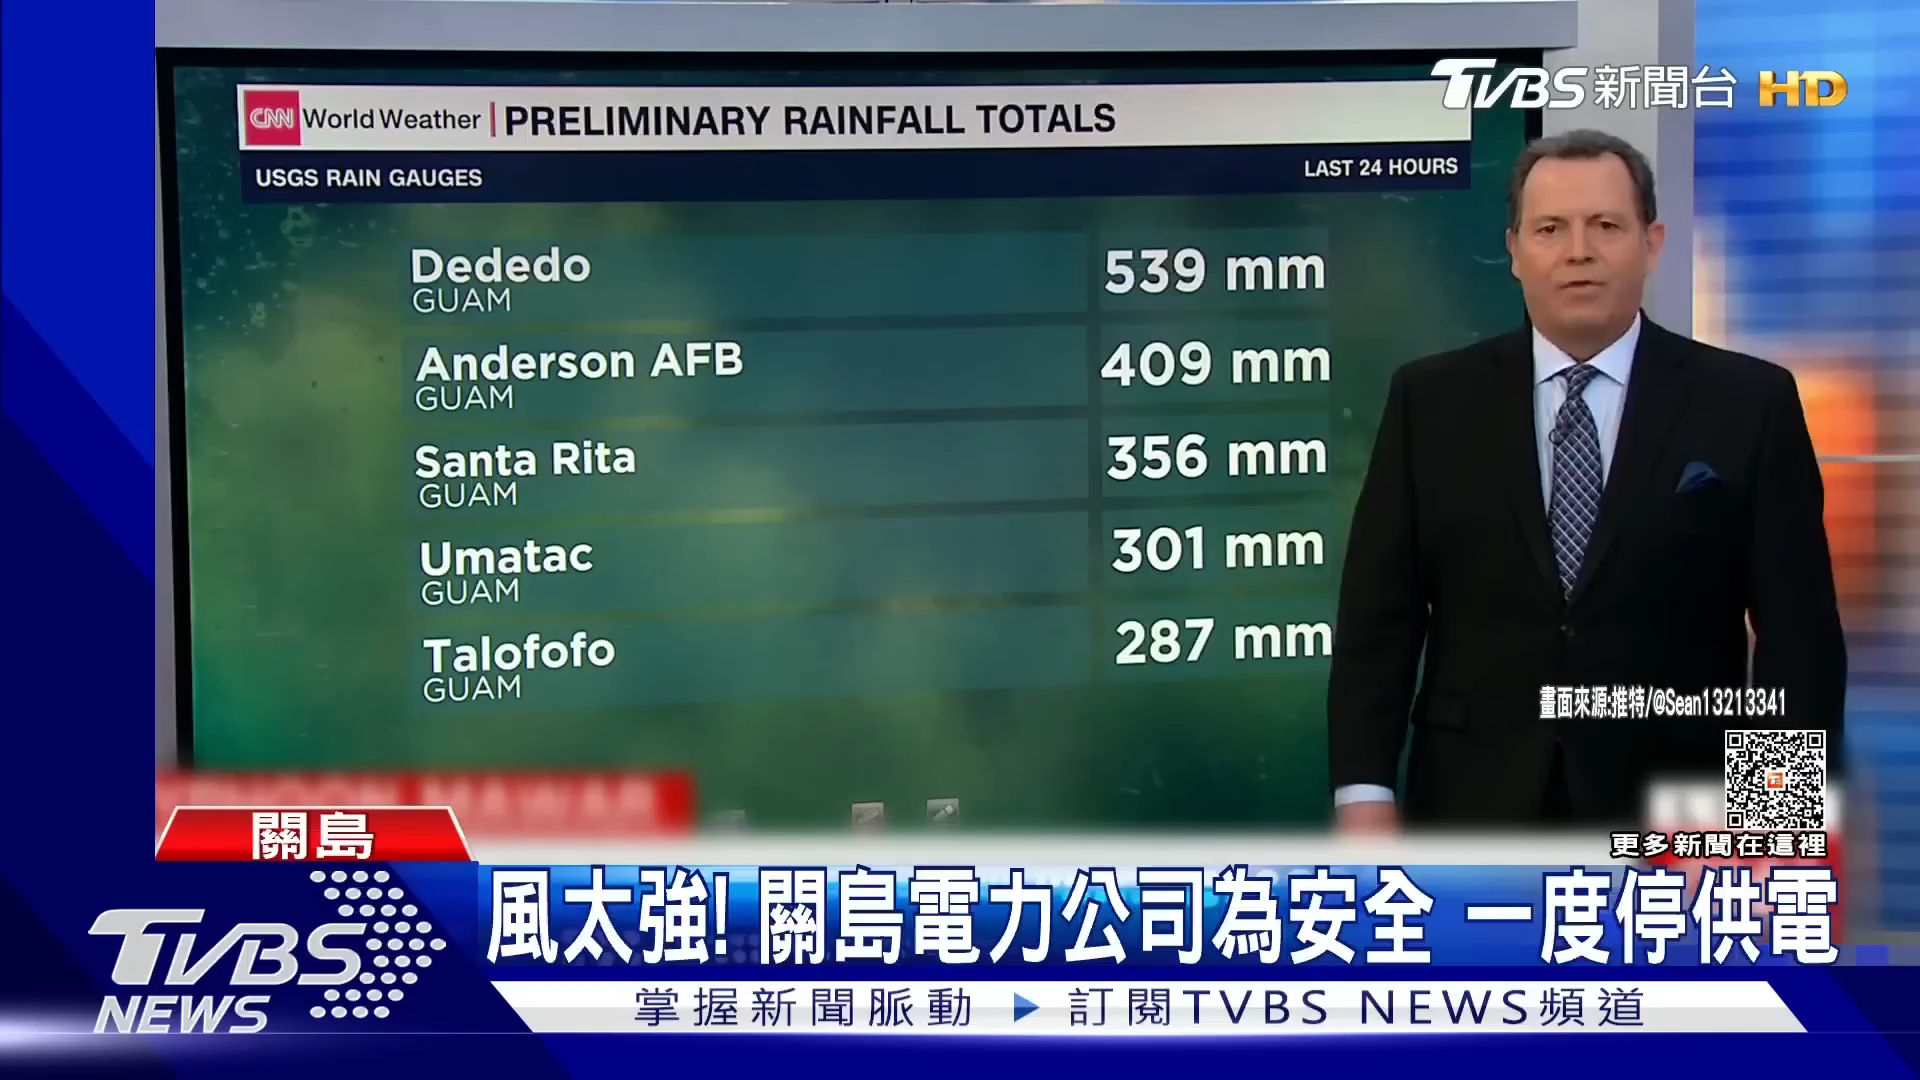 TVBS新聞台 HD
CNN World Weather PRELIMINARY RAINFALL TOTALS
USGS RAIN GAUGES
LAST 24 HOURS
Dededo
GUAM
539 mm
Anderson AFB
GUAM
409 mm
Santa Rita
GUAM
356 mm
Umatac
GUAM
301 mm
Talofofo
GUAM
287 mm
畫面來源:推特/@Sean13213341
更多新聞在這裡
TYPHOON MAWAR
關島
風太強! 關島電力公司為安全 一度停供電
TVBS
NEWS
掌握新聞脈動 ▶ 訂閱TVBS NEWS頻道